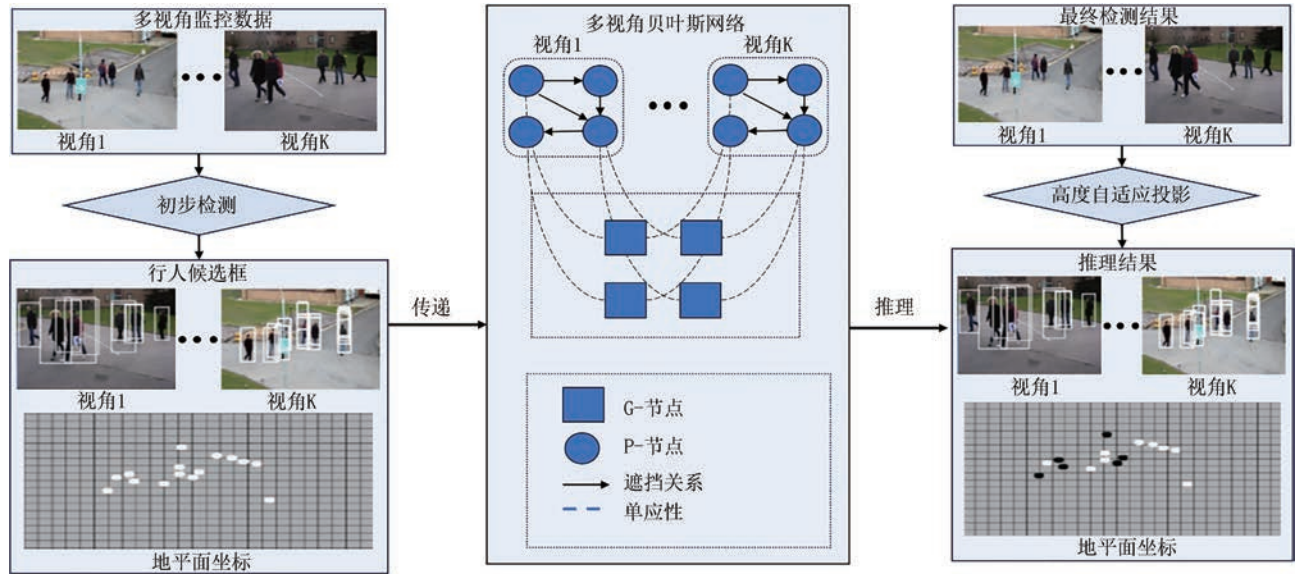 多视角监控数据
视角1
视角K
初步检测
行人候选框
视角1
视角K
地平面坐标
传递
多视角贝叶斯网络
视角1
视角K
G-节点
P-节点
遮挡关系
单应性
推理
最终检测结果
视角1
视角K
高度自适应投影
推理结果
视角1
视角K
地平面坐标